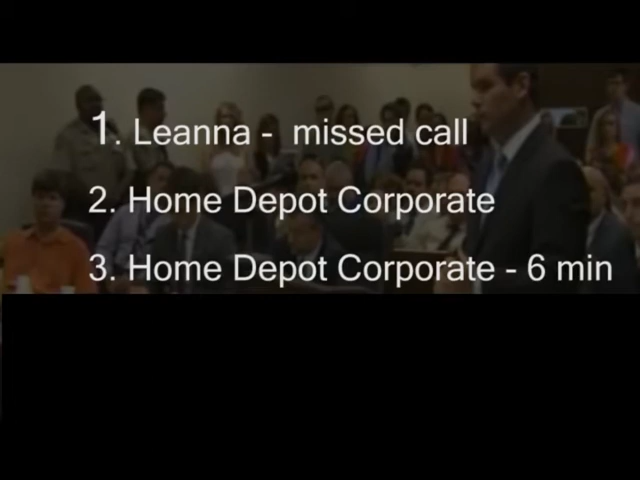 1. Leanna - missed call
2. Home Depot Corporate
3. Home Depot Corporate - 6 min